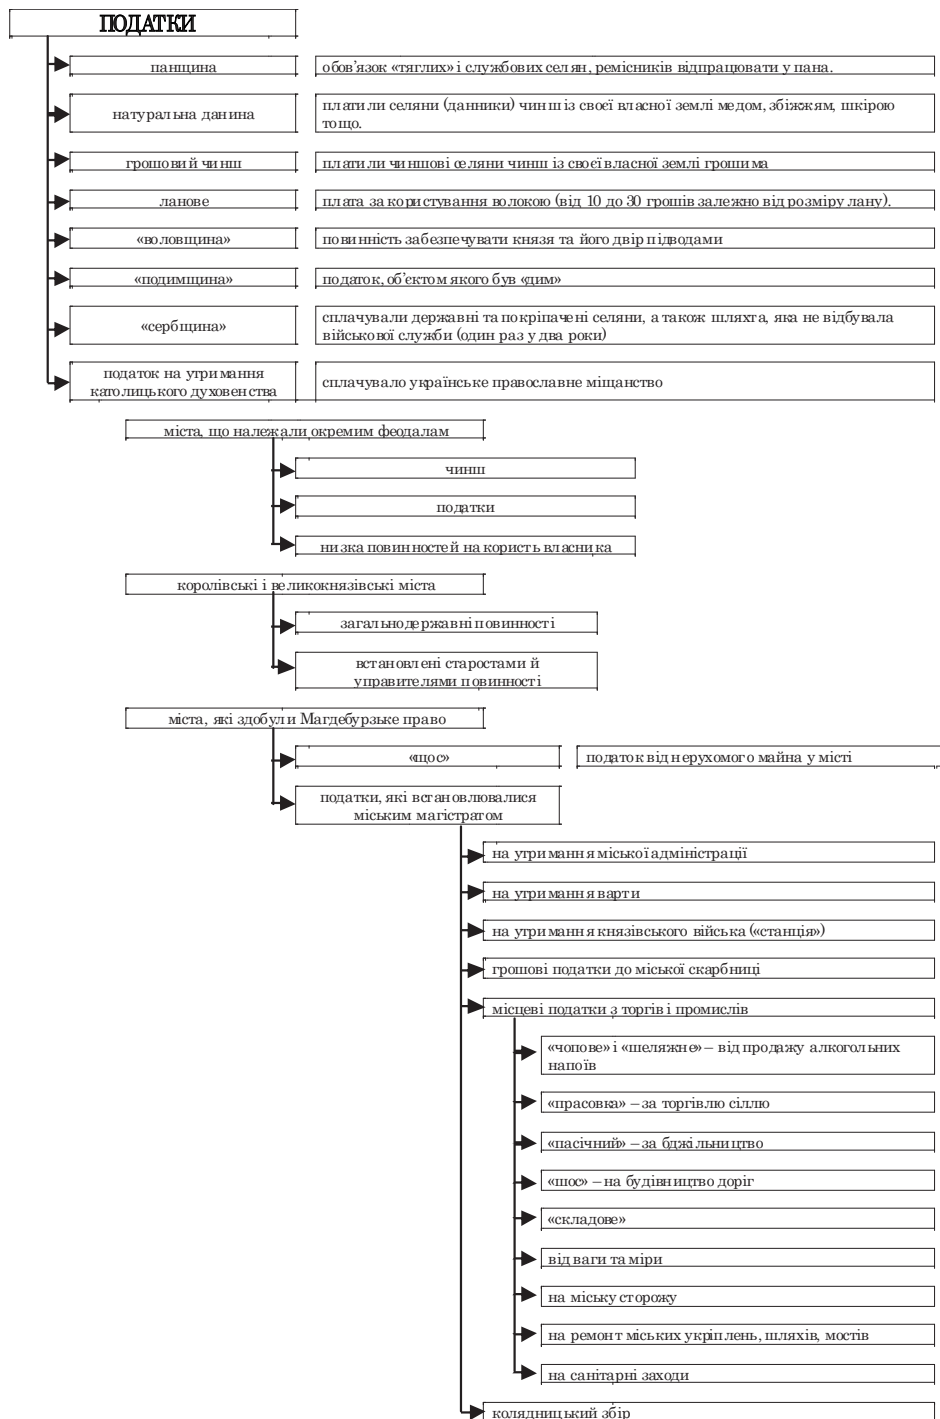 ПОДАТКИ
панщина
обов’язок «тяглих» і службових селян, ремісників відпрацювати у пана.
натуральна данина
платили селяни (данники) чинш із своєї власної землі медом, збіжжям, шкірою
тощо.
грошовий чинш
платили чиншові селяни чинш із своєї власної землі грошима
ланове
плата за користування волокою (від 10 до 30 грошів залежно від розміру лану).
«воловщина»
повинність забезпечувати князя та його двір підводами
«подимщина»
податок, об’єктом якого був «дим»
«сербщина»
сплачували державні та покріпачені селяни, а також шляхта, яка не відбувала
військової служби (один раз у два роки)
податок на утримання
католицького духовенства
сплачувало українське православне міщанство
міста, що належали окремим феодалам
чинш
податки
низка повинностей на користь власника
королівські і великокнязівські міста
загальнодержавні повинності
встановлені старостами й
управителями повинності
міста, які здобули Магдебурзьке право
«щос»
податок від нерухомого майна у місті
податки, які встановлювалися
міським магістратом
на утримання міської адміністрації
на утримання варти
на утримання князівського війська («станція»)
грошові податки до міської скарбниці
місцеві податки з торгів і промислів
«чопове» і «шеляжне» – від продажу алкогольних
напоїв
«прасовка» – за торгівлю сіллю
«пасічний» – за бджільництво
«шос» – на будівництво доріг
«складове»
від ваги та міри
на міську сторожу
на ремонт міських укріплень, шляхів, мостів
на санітарні заходи
колядницький збір